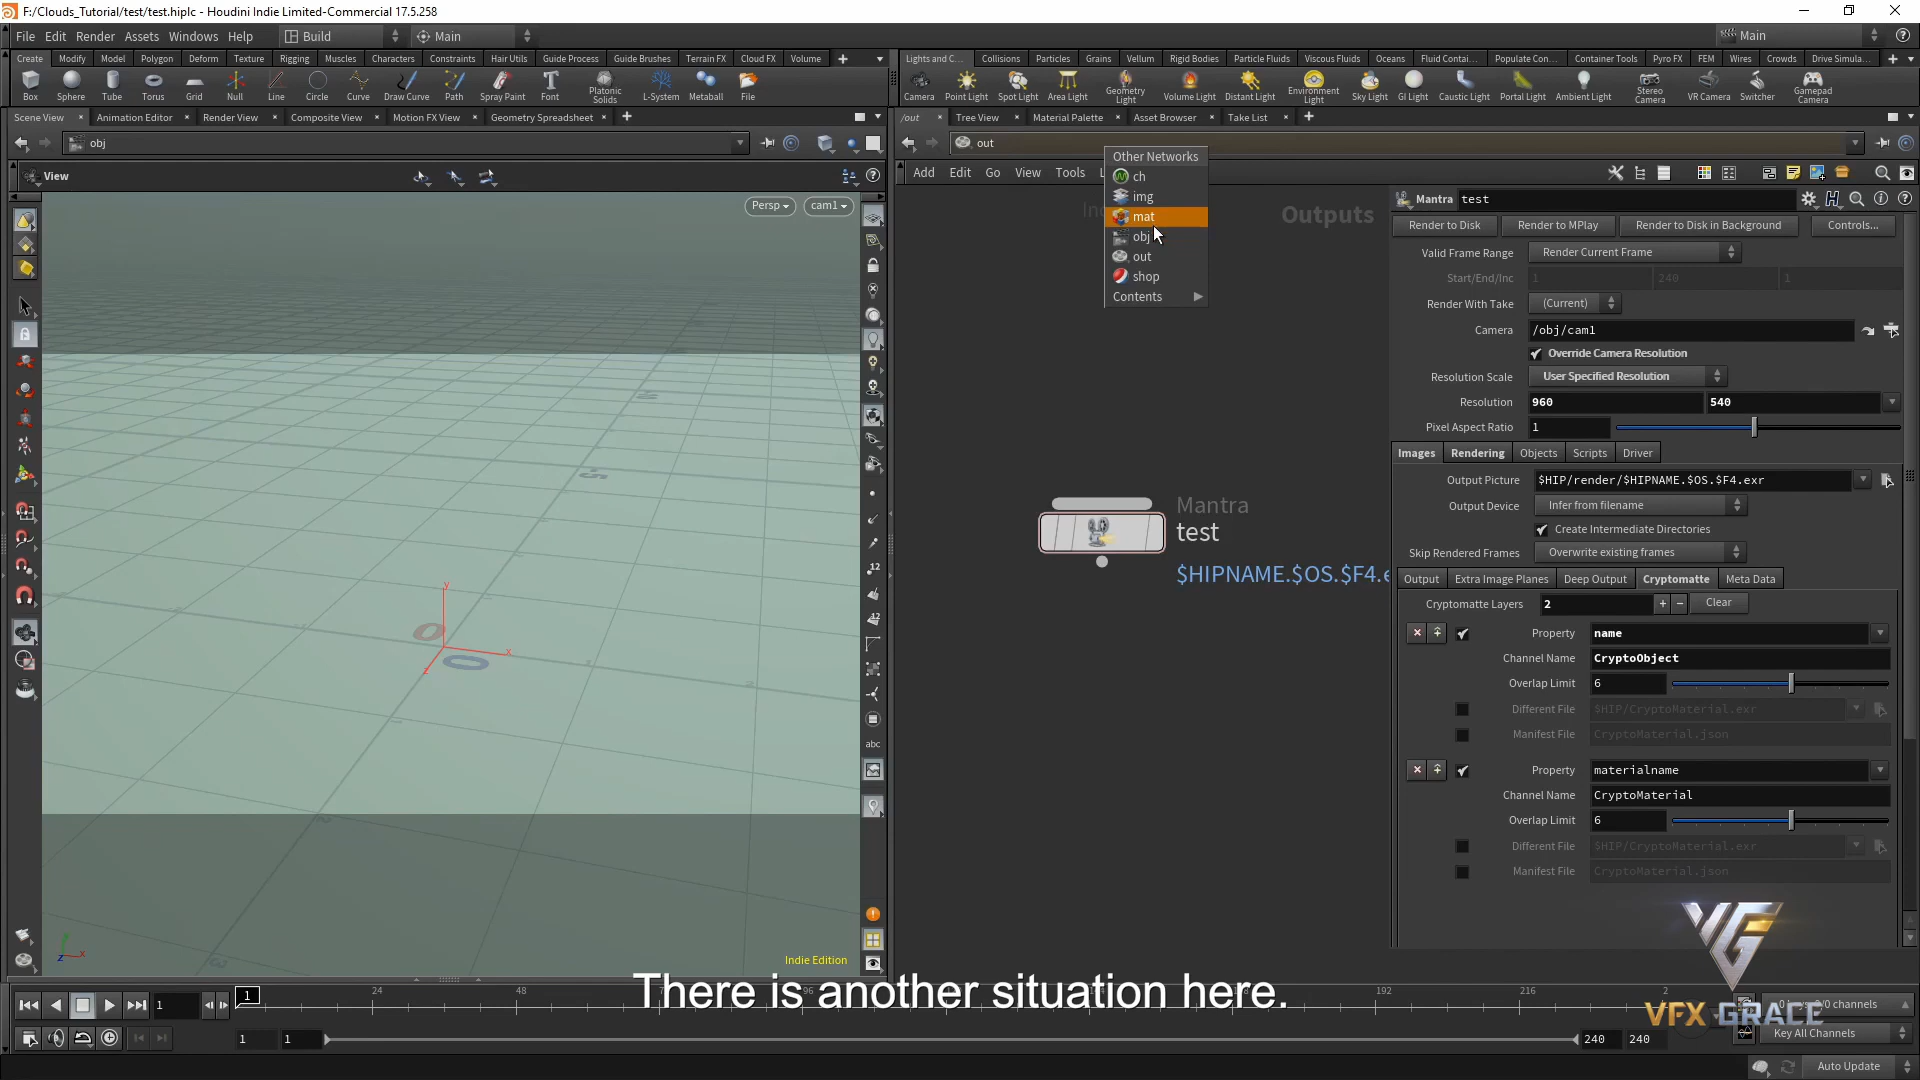 F:/Clouds_Tutorial/test/test.hiplc - Houdini Indie Limited-Commercial 17.5.258
File Edit Render Assets Windows Help Build Main Main
Create Modify Model Polygon Deform Texture Rigging Muscles Characters Constraints Hair Utils Guide Process Guide Brushes Terrain FX Cloud FX Volume
Lights and C... Collisions Particles Grains Vellum Rigid Bodies Particle Fluids Viscous Fluids Oceans Fluid Contai... Populate Con... Container Tools Pyro FX FEM Wires Crowds Drive Simula...
Box Sphere Tube Torus Grid Null Line Circle Curve Draw Curve Path Spray Paint Font Platonic Solids L-System Metaball File
Camera Point Light Spot Light Area Light Geometry Light Volume Light Distant Light Environment Light Sky Light GI Light Caustic Light Portal Light Ambient Light Stereo Camera VR Camera Switcher Gamepad Camera
Scene View Animation Editor Render View Composite View Motion FX View Geometry Spreadsheet
/out Tree View Material Palette Asset Browser Take List
obj
out
View
Add Edit Go View Tools
Other Networks
ch
img
mat
obj
out
shop
Contents
Persp cam1
Outputs
Mantra test
Render to Disk Render to MPlay Render to Disk in Background Controls...
Valid Frame Range Render Current Frame
Start/End/Inc 1 240 1
Render With Take (Current)
Camera /obj/cam1
Override Camera Resolution
Resolution Scale User Specified Resolution
Resolution 960 540
Pixel Aspect Ratio 1
Images Rendering Objects Scripts Driver
Output Picture $HIP/render/$HIPNAME.$OS.$F4.exr
Output Device Infer from filename
Create Intermediate Directories
Skip Rendered Frames Overwrite existing frames
Output Extra Image Planes Deep Output Cryptomatte Meta Data
Cryptomatte Layers 2 Clear
Property name
Channel Name CryptoObject
Overlap Limit 6
Different File $HIP/CryptoMaterial.exr
Manifest File CryptoMaterial.json
Property materialname
Channel Name CryptoMaterial
Overlap Limit 6
Different File $HIP/CryptoMaterial.exr
Manifest File CryptoMaterial.json
Mantra
test
$HIPNAME.$OS.$F4.e
y
x
z
0
0
12
12
abc
Indie Edition
There is another situation here.
VFX GRACE
1 1 24 48 96 192 216 2
0/0 channels
1 1 240 240
Key All Channels
Auto Update